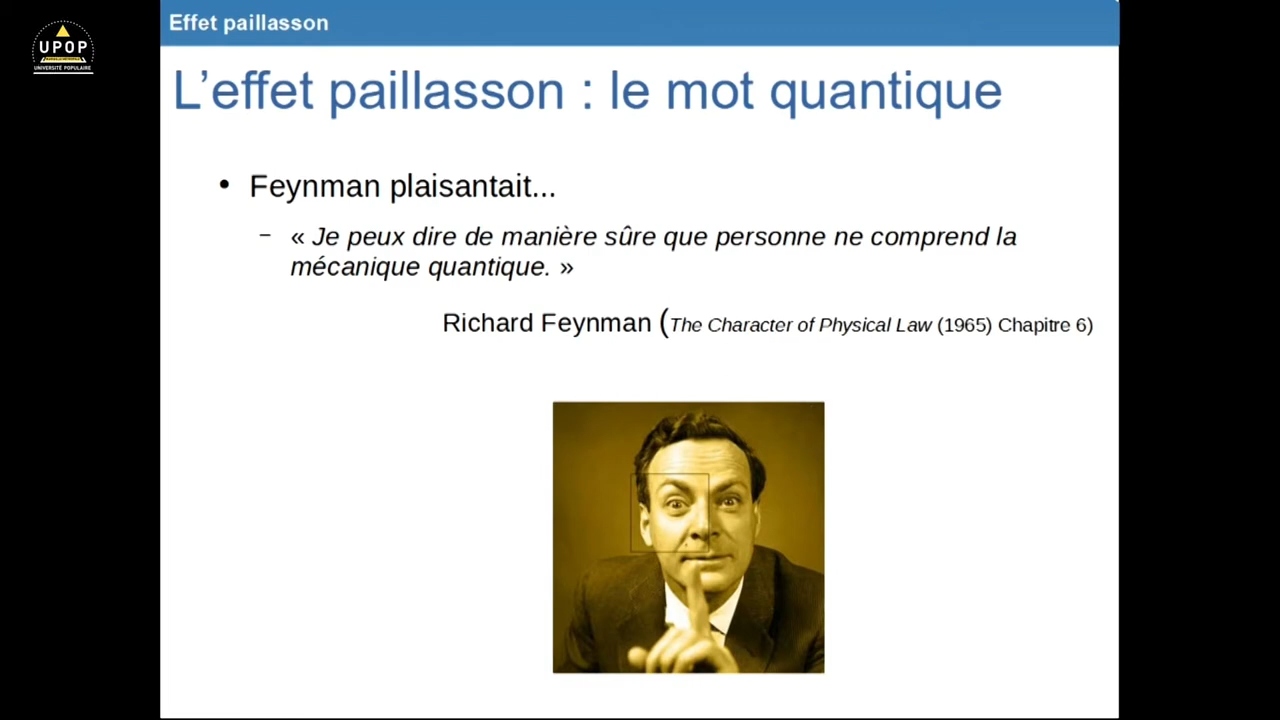 Effet paillasson
UPOP
UNIVERSITÉ POPULAIRE
L’effet paillasson : le mot quantique
• Feynman plaisantait...
– « Je peux dire de manière sûre que personne ne comprend la
mécanique quantique. »
Richard Feynman (The Character of Physical Law (1965) Chapitre 6)